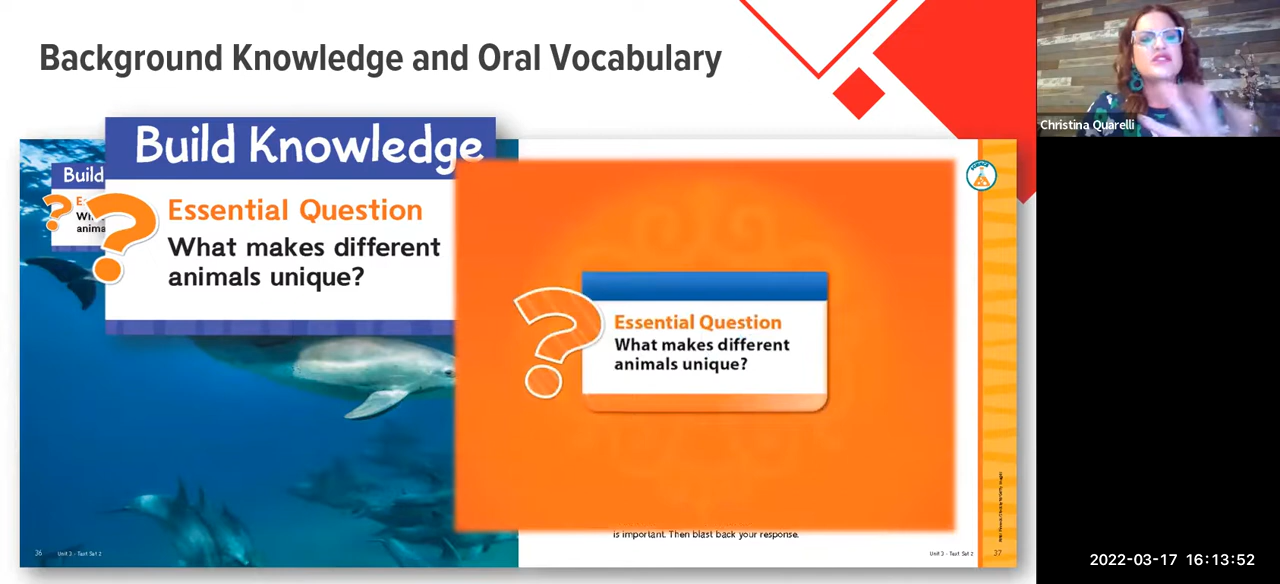 Background Knowledge and Oral Vocabulary
Christina Quarelli
Build Knowledge
Essential Question
What makes different
animals unique?
Build
anima
SCIENCE
Essential Question
What makes different
animals unique?
is important. Then blast back your response.
36
Unit 3 - Text Set 2
Unit 3 - Text Set 2
37
2022-03-17 16:13:52